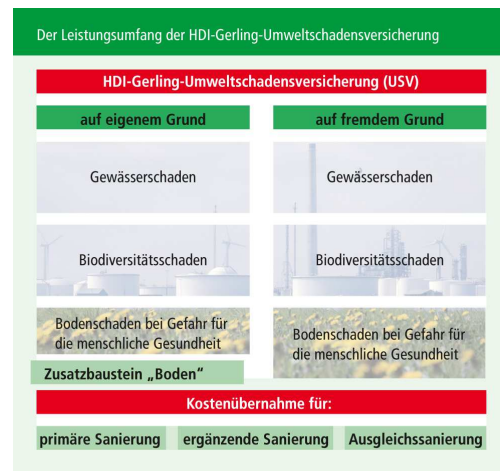 Der Leistungsumfang der HDI-Gerling-Umweltschadensversicherung
HDI-Gerling-Umweltschadensversicherung (USV)
auf eigenem Grund
Gewässerschaden
Biodiversitätsschaden
Bodenschaden bei Gefahr für
die menschliche Gesundheit
Zusatzbaustein „Boden“
auf fremdem Grund
Gewässerschaden
Biodiversitätsschaden
Bodenschaden bei Gefahr für
die menschliche Gesundheit
Kostenübernahme für:
primäre Sanierung
ergänzende Sanierung
Ausgleichssanierung